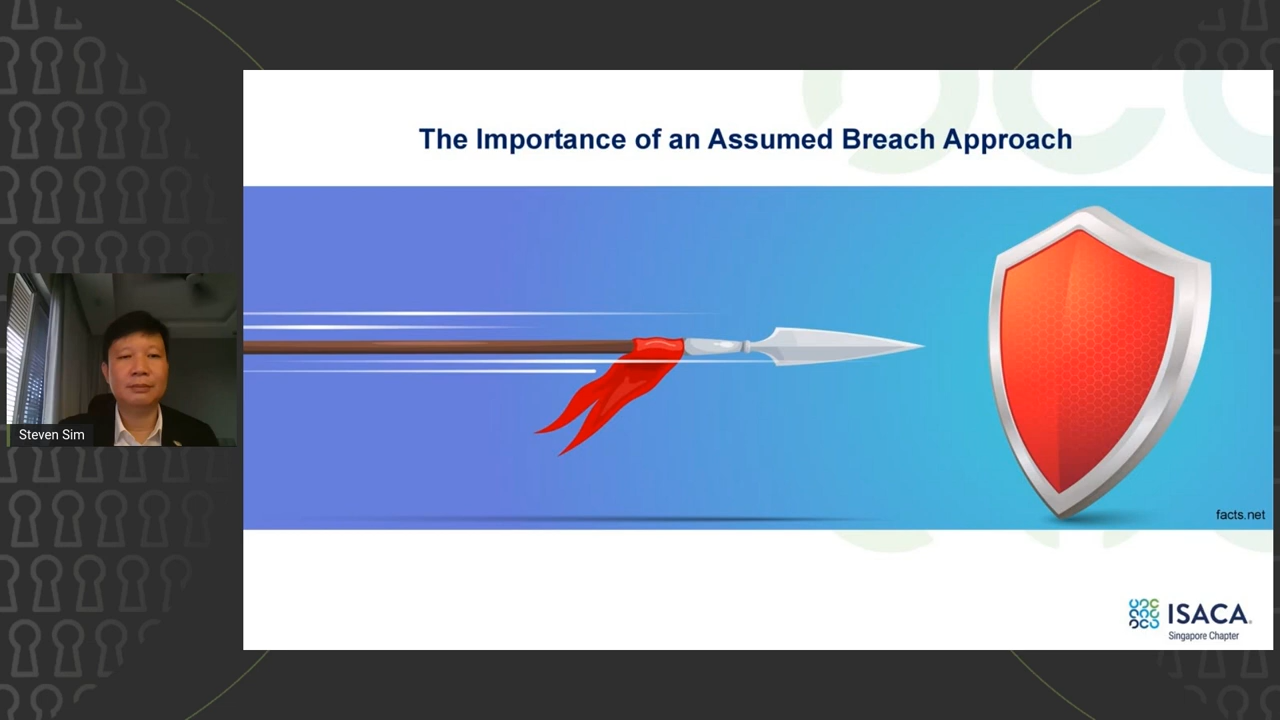 The Importance of an Assumed Breach Approach
Steven Sim
facts.net
ISACA.
Singapore Chapter